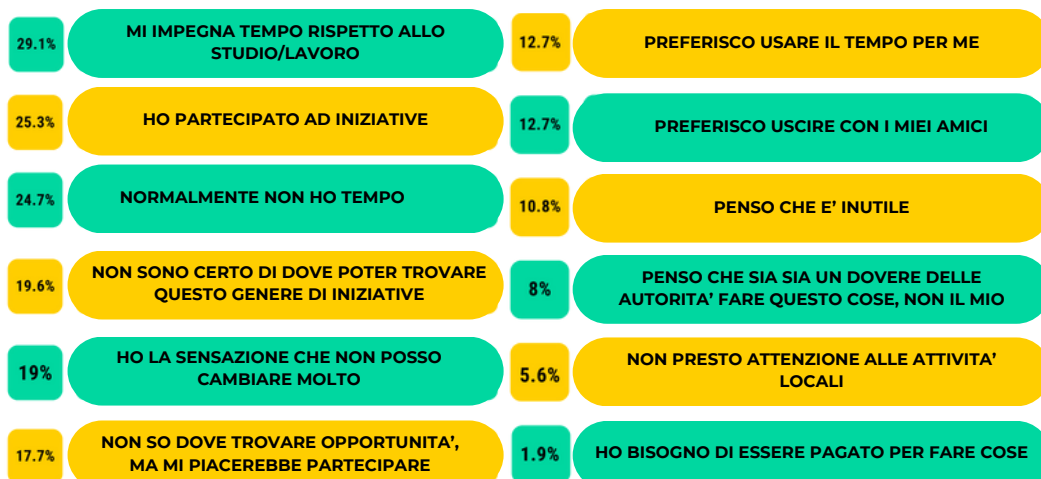 29.1%
MI IMPEGNA TEMPO RISPETTO ALLO
STUDIO/LAVORO
25.3%
HO PARTECIPATO AD INIZIATIVE
24.7%
NORMALMENTE NON HO TEMPO
19.6%
NON SONO CERTO DI DOVE POTER TROVARE
QUESTO GENERE DI INIZIATIVE
19%
HO LA SENSAZIONE CHE NON POSSO
CAMBIARE MOLTO
17.7%
NON SO DOVE TROVARE OPPORTUNITA’,
MA MI PIACEREBBE PARTECIPARE
12.7%
PREFERISCO USARE IL TEMPO PER ME
12.7%
PREFERISCO USCIRE CON I MIEI AMICI
10.8%
PENSO CHE E’ INUTILE
8%
PENSO CHE SIA SIA UN DOVERE DELLE
AUTORITA’ FARE QUESTO COSE, NON IL MIO
5.6%
NON PRESTO ATTENZIONE ALLE ATTIVITA’
LOCALI
1.9%
HO BISOGNO DI ESSERE PAGATO PER FARE COSE